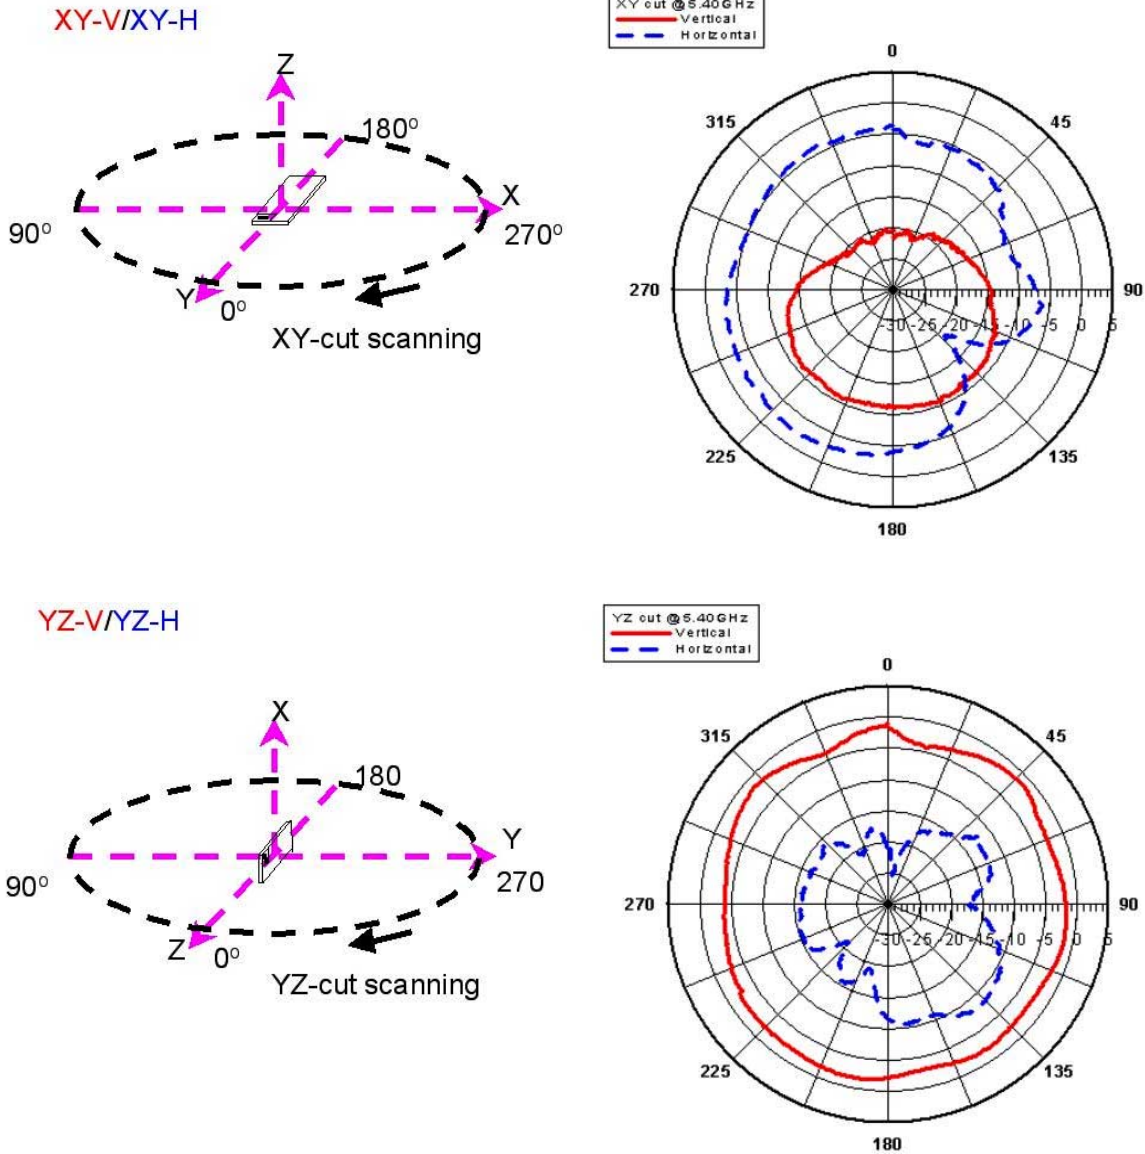 XY-V/XY-H
Z
180°
X
90°
270°
Y
0°
XY-cut scanning
XY cut @5.40GHz
Vertical
Horizontal
0
315
45
270
90
-30 -25 -20 -15 -10 -5 0 5
225
135
180
YZ-V/YZ-H
X
180
Y
90°
270
Z
0°
YZ-cut scanning
YZ cut @5.40GHz
Vertical
Horizontal
0
315
45
270
90
-30 -25 -20 -15 -10 -5 0 5
225
135
180